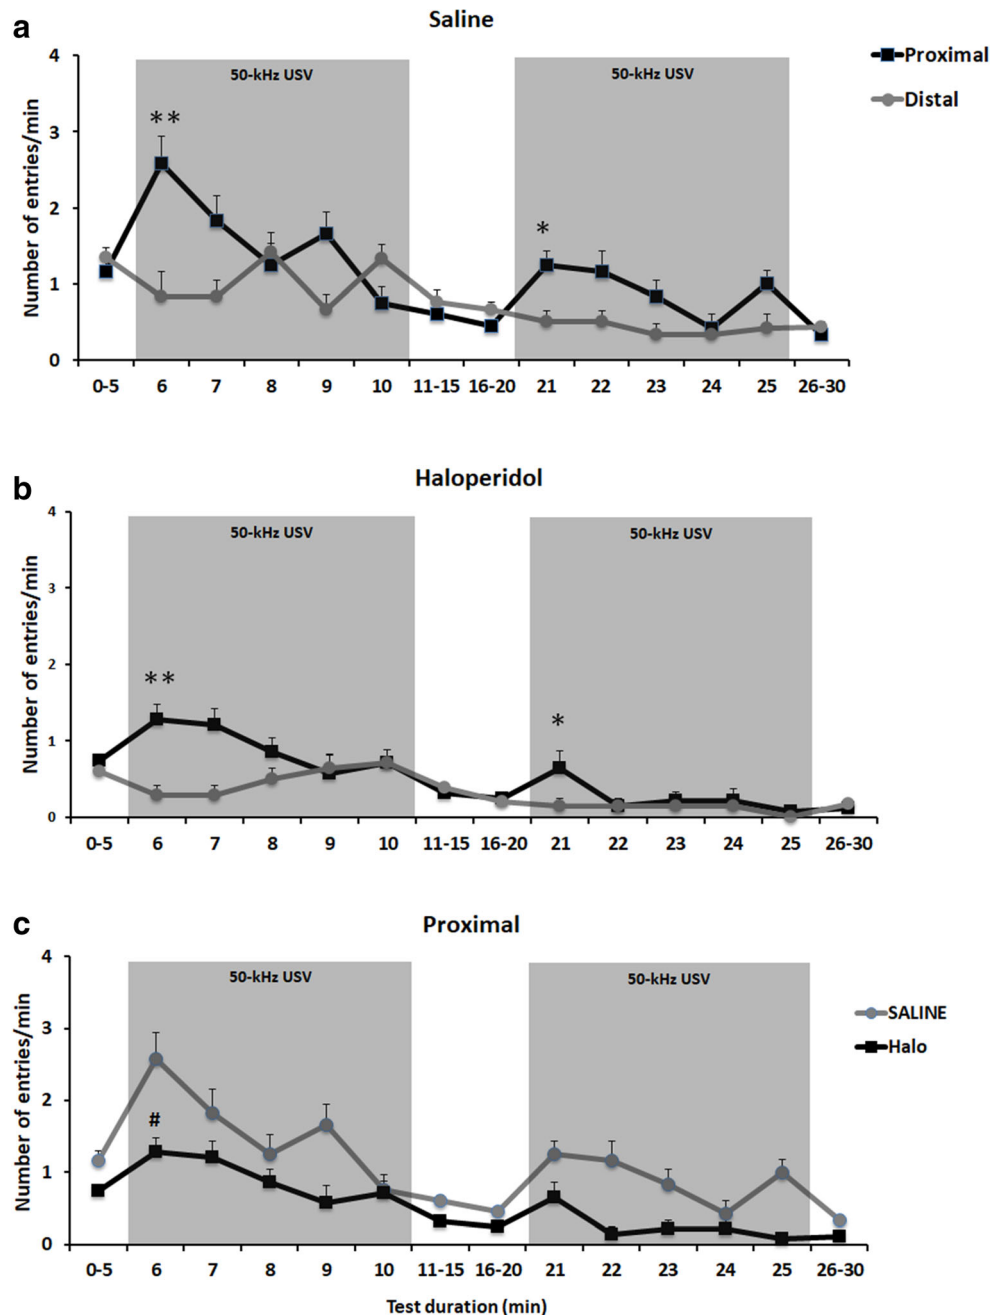 a
Saline
Number of entries/min
4
3
2
1
0
50-kHz USV
50-kHz USV
**
*
Proximal
Distal
0-5 6 7 8 9 10 11-15 16-20 21 22 23 24 25 26-30
b
Haloperidol
Number of entries/min
4
3
2
1
0
50-kHz USV
50-kHz USV
**
*
0-5 6 7 8 9 10 11-15 16-20 21 22 23 24 25 26-30
c
Proximal
Number of entries/min
4
3
2
1
0
50-kHz USV
50-kHz USV
#
SALINE
Halo
0-5 6 7 8 9 10 11-15 16-20 21 22 23 24 25 26-30
Test duration (min)